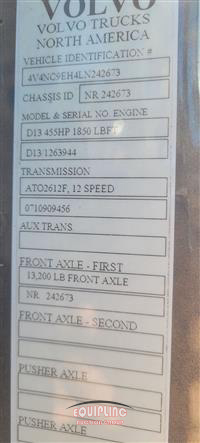 VOLVO
VOLVO TRUCKS
NORTH AMERICA
VEHICLE IDENTIFICATION #
4V4NC9EH4LN242673
CHASSIS ID NR 242673
MODEL & SERIAL NO. ENGINE
D13 455HP 1850 LBFT
D13/1263944
TRANSMISSION
ATO2612F, 12 SPEED
0710909456
AUX TRANS
FRONT AXLE - FIRST
13,200 LB FRONT AXLE
NR 242673
FRONT AXLE - SECOND
PUSHER AXLE
EQUIPLINC
PUSHER AXLE